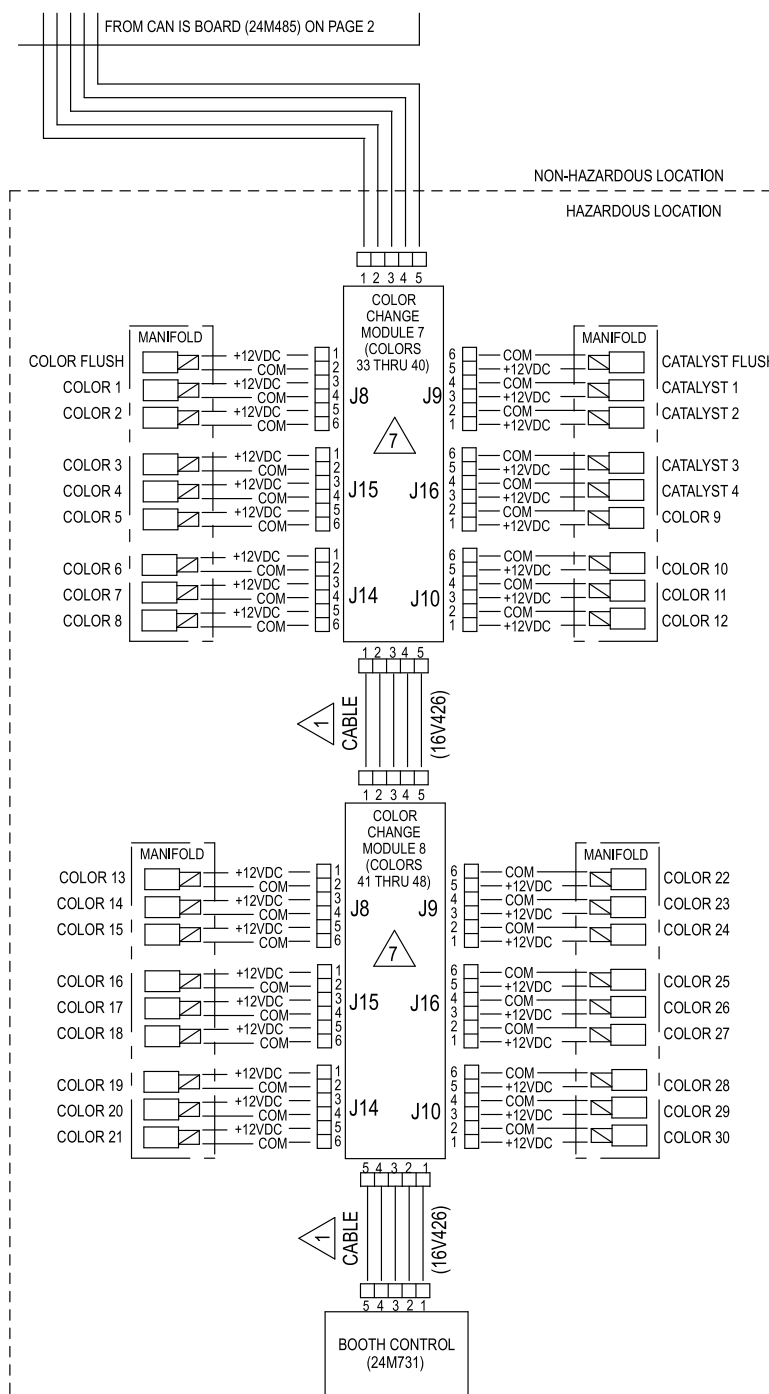 FROM CAN IS BOARD (24M485) ON PAGE 2
NON-HAZARDOUS LOCATION
HAZARDOUS LOCATION
1 2 3 4 5
COLOR
CHANGE
MODULE 7
(COLORS
33 THRU 40)
7
J8
J9
J15
J16
J14
J10
MANIFOLD
COLOR FLUSH +12VDC 1
COM 2
COLOR 1 +12VDC 3
COM 4
COLOR 2 +12VDC 5
COM 6
COLOR 3 +12VDC 1
COM 2
COLOR 4 +12VDC 3
COM 4
COLOR 5 +12VDC 5
COM 6
COLOR 6 +12VDC 1
COM 2
COLOR 7 +12VDC 3
COM 4
COLOR 8 +12VDC 5
COM 6
MANIFOLD
6 COM CATALYST FLUSH
5 +12VDC
4 COM CATALYST 1
3 +12VDC
2 COM CATALYST 2
1 +12VDC
6 COM CATALYST 3
5 +12VDC
4 COM CATALYST 4
3 +12VDC
2 COM COLOR 9
1 +12VDC
6 COM COLOR 10
5 +12VDC
4 COM COLOR 11
3 +12VDC
2 COM COLOR 12
1 +12VDC
1 2 3 4 5
1
CABLE
(16V426)
1 2 3 4 5
COLOR
CHANGE
MODULE 8
(COLORS
41 THRU 48)
7
J8
J9
J15
J16
J14
J10
MANIFOLD
COLOR 13 +12VDC 1
COM 2
COLOR 14 +12VDC 3
COM 4
COLOR 15 +12VDC 5
COM 6
COLOR 16 +12VDC 1
COM 2
COLOR 17 +12VDC 3
COM 4
COLOR 18 +12VDC 5
COM 6
COLOR 19 +12VDC 1
COM 2
COLOR 20 +12VDC 3
COM 4
COLOR 21 +12VDC 5
COM 6
MANIFOLD
6 COM COLOR 22
5 +12VDC
4 COM COLOR 23
3 +12VDC
2 COM COLOR 24
1 +12VDC
6 COM COLOR 25
5 +12VDC
4 COM COLOR 26
3 +12VDC
2 COM COLOR 27
1 +12VDC
6 COM COLOR 28
5 +12VDC
4 COM COLOR 29
3 +12VDC
2 COM COLOR 30
1 +12VDC
5 4 3 2 1
1
CABLE
(16V426)
5 4 3 2 1
BOOTH CONTROL
(24M731)